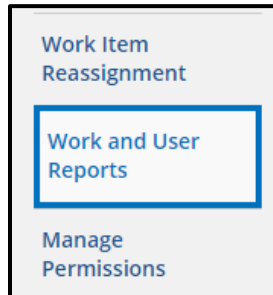 Work Item
Reassignment
Work and User
Reports
Manage
Permissions